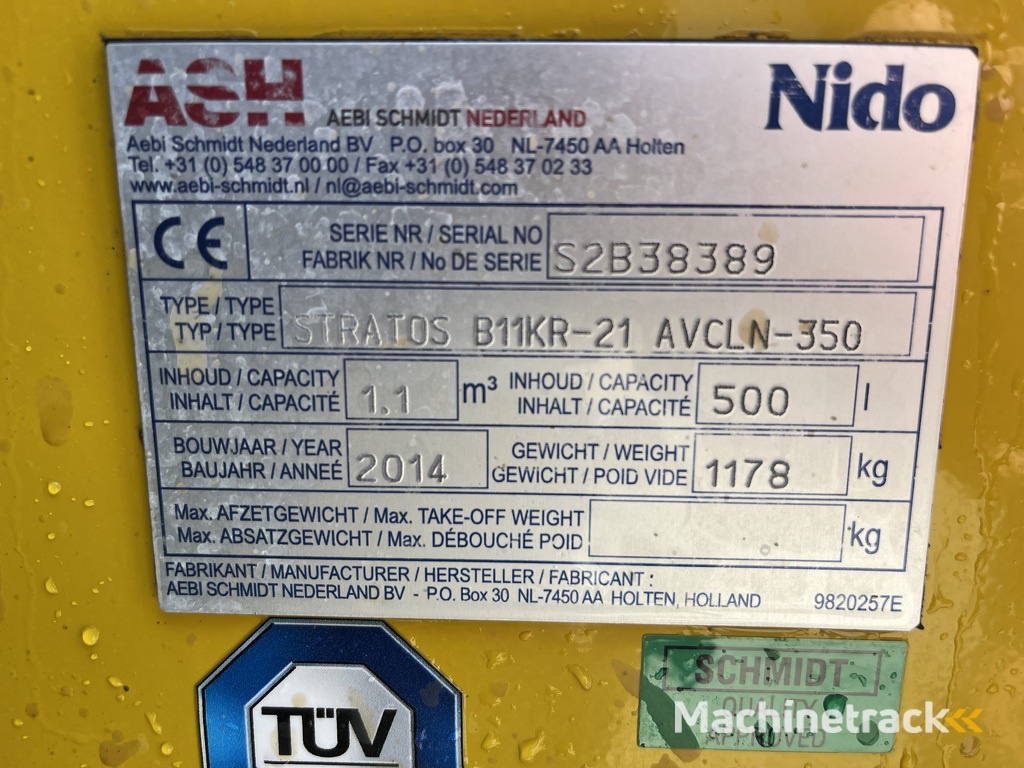 ASH AEBI SCHMIDT NEDERLAND
Nido
Aebi Schmidt Nederland BV P.O. box 30 NL-7450 AA Holten
Tel. +31 (0) 548 37 00 00 / Fax +31 (0) 548 37 02 33
www.aebi-schmidt.nl / nl@aebi-schmidt.com
CE
SERIE NR / SERIAL NO
FABRIK NR / No DE SERIE
S2B38389
TYPE / TYPE
TYP / TYPE
STRATOS B11KR-21 AVCLN-350
INHOUD / CAPACITY
INHALT / CAPACITÉ
1.1 m³
INHOUD / CAPACITY
INHALT / CAPACITÉ
500 l
BOUWJAAR / YEAR
BAUJAHR / ANNEÉ
2014
GEWICHT / WEIGHT
GEWICHT / POID VIDE
1178 kg
Max. AFZETGEWICHT / Max. TAKE-OFF WEIGHT
Max. ABSATZGEWICHT / Max. DÉBOUCHÉ POID
kg
FABRIKANT / MANUFACTURER / HERSTELLER / FABRICANT :
AEBI SCHMIDT NEDERLAND BV - P.O. Box 30 NL-7450 AA HOLTEN, HOLLAND
9820257E
TÜV
SCHMIDT
QUALITY
APPROVED
Machinetrack